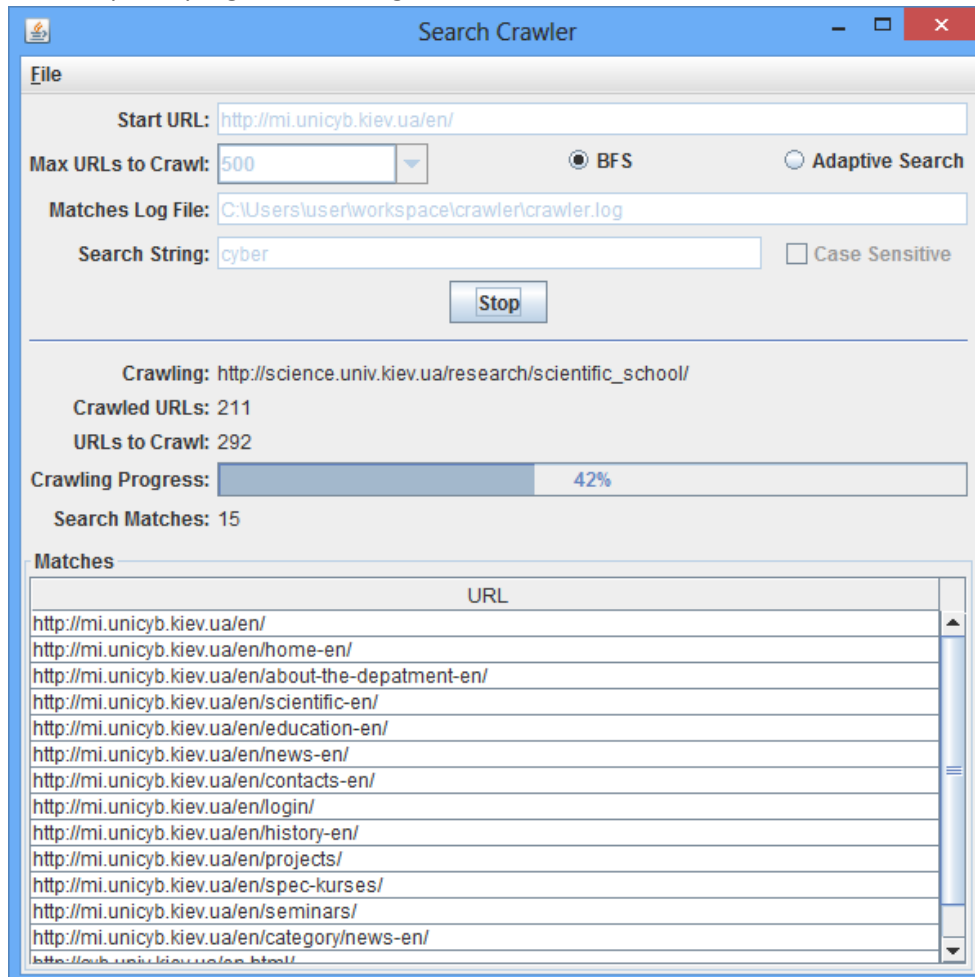 Search Crawler
File
Start URL: http://mi.unicyb.kiev.ua/en/
Max URLs to Crawl: 500 BFS Adaptive Search
Matches Log File: C:\Users\user\workspace\crawler\crawler.log
Search String: cyber Case Sensitive
Stop
Crawling: http://science.univ.kiev.ua/research/scientific_school/
Crawled URLs: 211
URLs to Crawl: 292
Crawling Progress: 42%
Search Matches: 15
Matches
URL
http://mi.unicyb.kiev.ua/en/
http://mi.unicyb.kiev.ua/en/home-en/
http://mi.unicyb.kiev.ua/en/about-the-depatment-en/
http://mi.unicyb.kiev.ua/en/scientific-en/
http://mi.unicyb.kiev.ua/en/education-en/
http://mi.unicyb.kiev.ua/en/news-en/
http://mi.unicyb.kiev.ua/en/contacts-en/
http://mi.unicyb.kiev.ua/en/login/
http://mi.unicyb.kiev.ua/en/history-en/
http://mi.unicyb.kiev.ua/en/projects/
http://mi.unicyb.kiev.ua/en/spec-kurses/
http://mi.unicyb.kiev.ua/en/seminars/
http://mi.unicyb.kiev.ua/en/category/news-en/